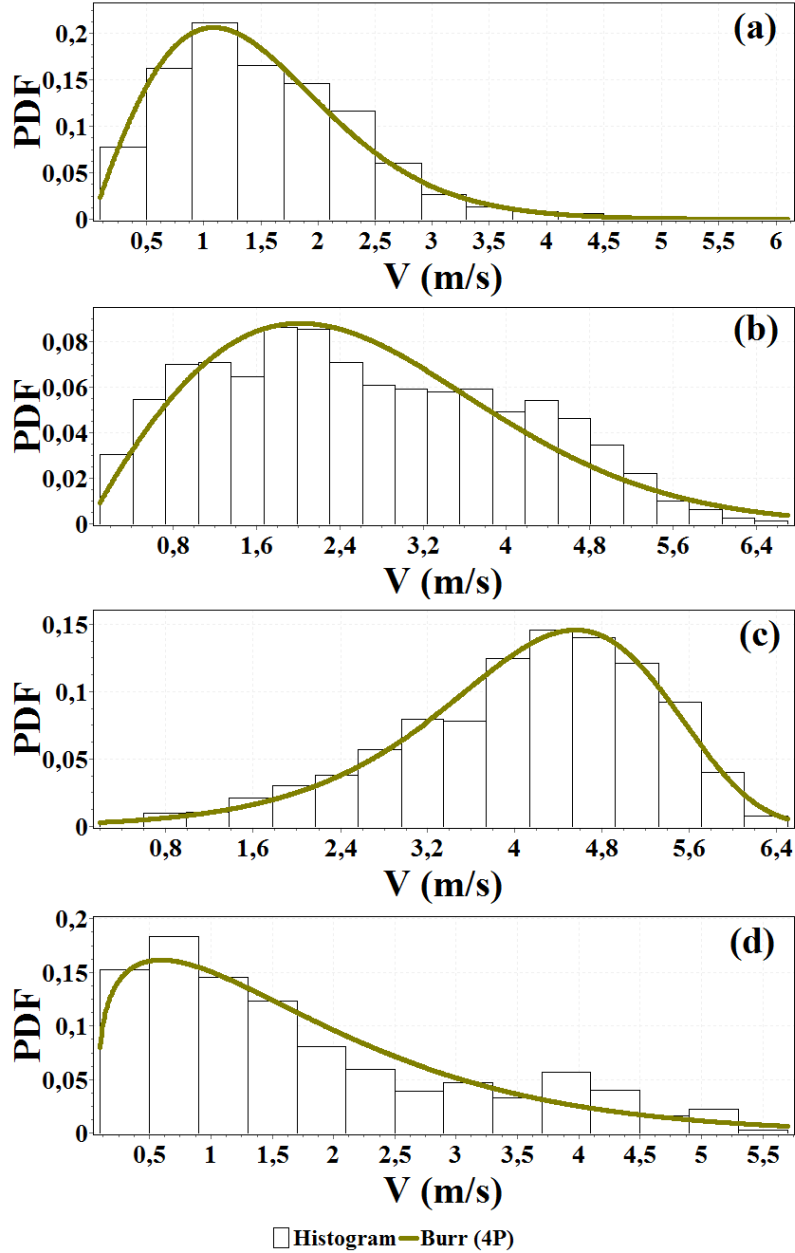 (a)
PDF
0,2
0,15
0,1
0,05
0
0,5 1 1,5 2 2,5 3 3,5 4 4,5 5 5,5 6
V (m/s)
(b)
PDF
0,08
0,06
0,04
0,02
0
0,8 1,6 2,4 3,2 4 4,8 5,6 6,4
V (m/s)
(c)
PDF
0,15
0,1
0,05
0
0,8 1,6 2,4 3,2 4 4,8 5,6 6,4
V (m/s)
(d)
PDF
0,2
0,15
0,1
0,05
0
0,5 1 1,5 2 2,5 3 3,5 4 4,5 5 5,5
V (m/s)
Histogram Burr (4P)